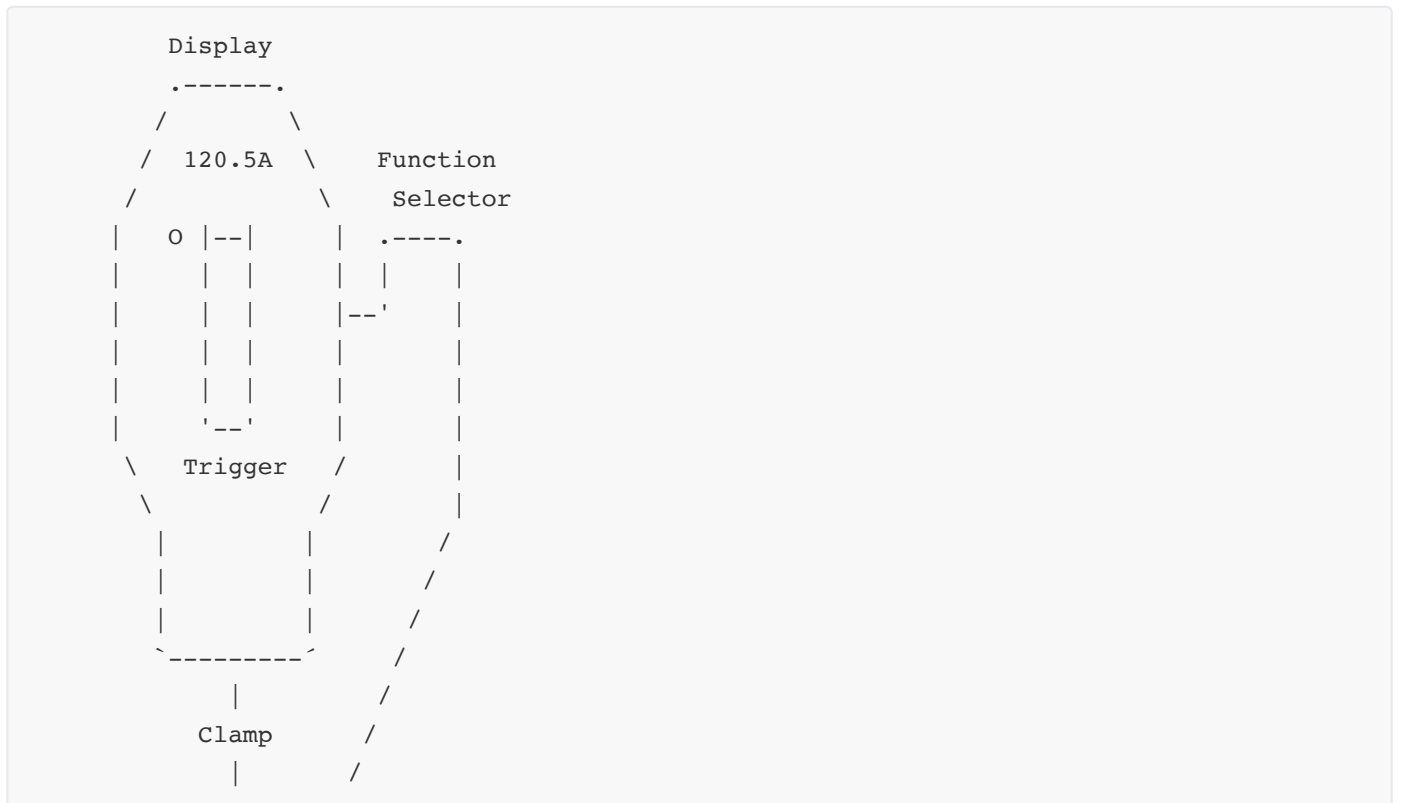 Display
120.5A
Function
Selector
O
Trigger
Clamp